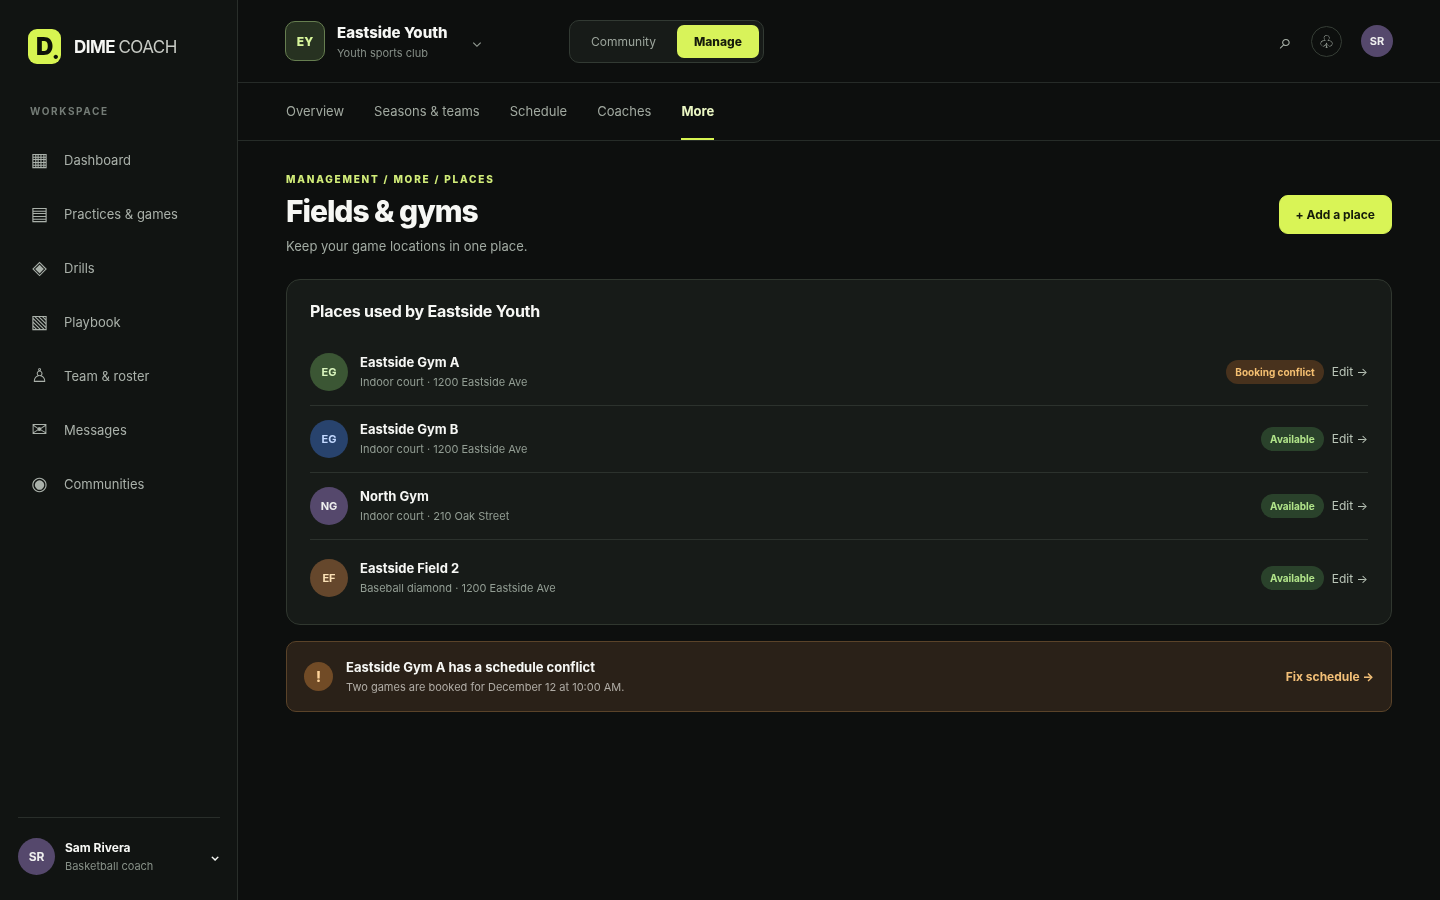 D.
DIME COACH
WORKSPACE
Dashboard
Practices & games
Drills
Playbook
Team & roster
Messages
Communities
SR
Sam Rivera
Basketball coach
EY
Eastside Youth
Youth sports club
Community
Manage
SR
Overview
Seasons & teams
Schedule
Coaches
More
MANAGEMENT / MORE / PLACES
Fields & gyms
Keep your game locations in one place.
+ Add a place
Places used by Eastside Youth
EG
Eastside Gym A
Indoor court · 1200 Eastside Ave
Booking conflict
Edit →
EG
Eastside Gym B
Indoor court · 1200 Eastside Ave
Available
Edit →
NG
North Gym
Indoor court · 210 Oak Street
Available
Edit →
EF
Eastside Field 2
Baseball diamond · 1200 Eastside Ave
Available
Edit →
!
Eastside Gym A has a schedule conflict
Two games are booked for December 12 at 10:00 AM.
Fix schedule →